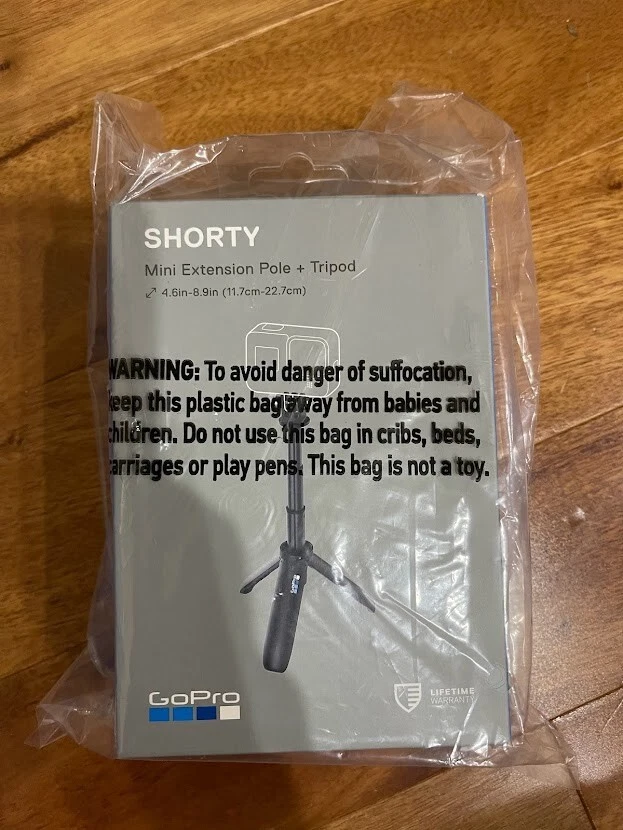 SHORTY
Mini Extension Pole + Tripod
4.6in-8.9in (11.7cm-22.7cm)
WARNING: To avoid danger of suffocation,
keep this plastic bag away from babies and
children. Do not use this bag in cribs, beds,
carriages or play pens. This bag is not a toy.
GoPro
LIFETIME
WARRANTY